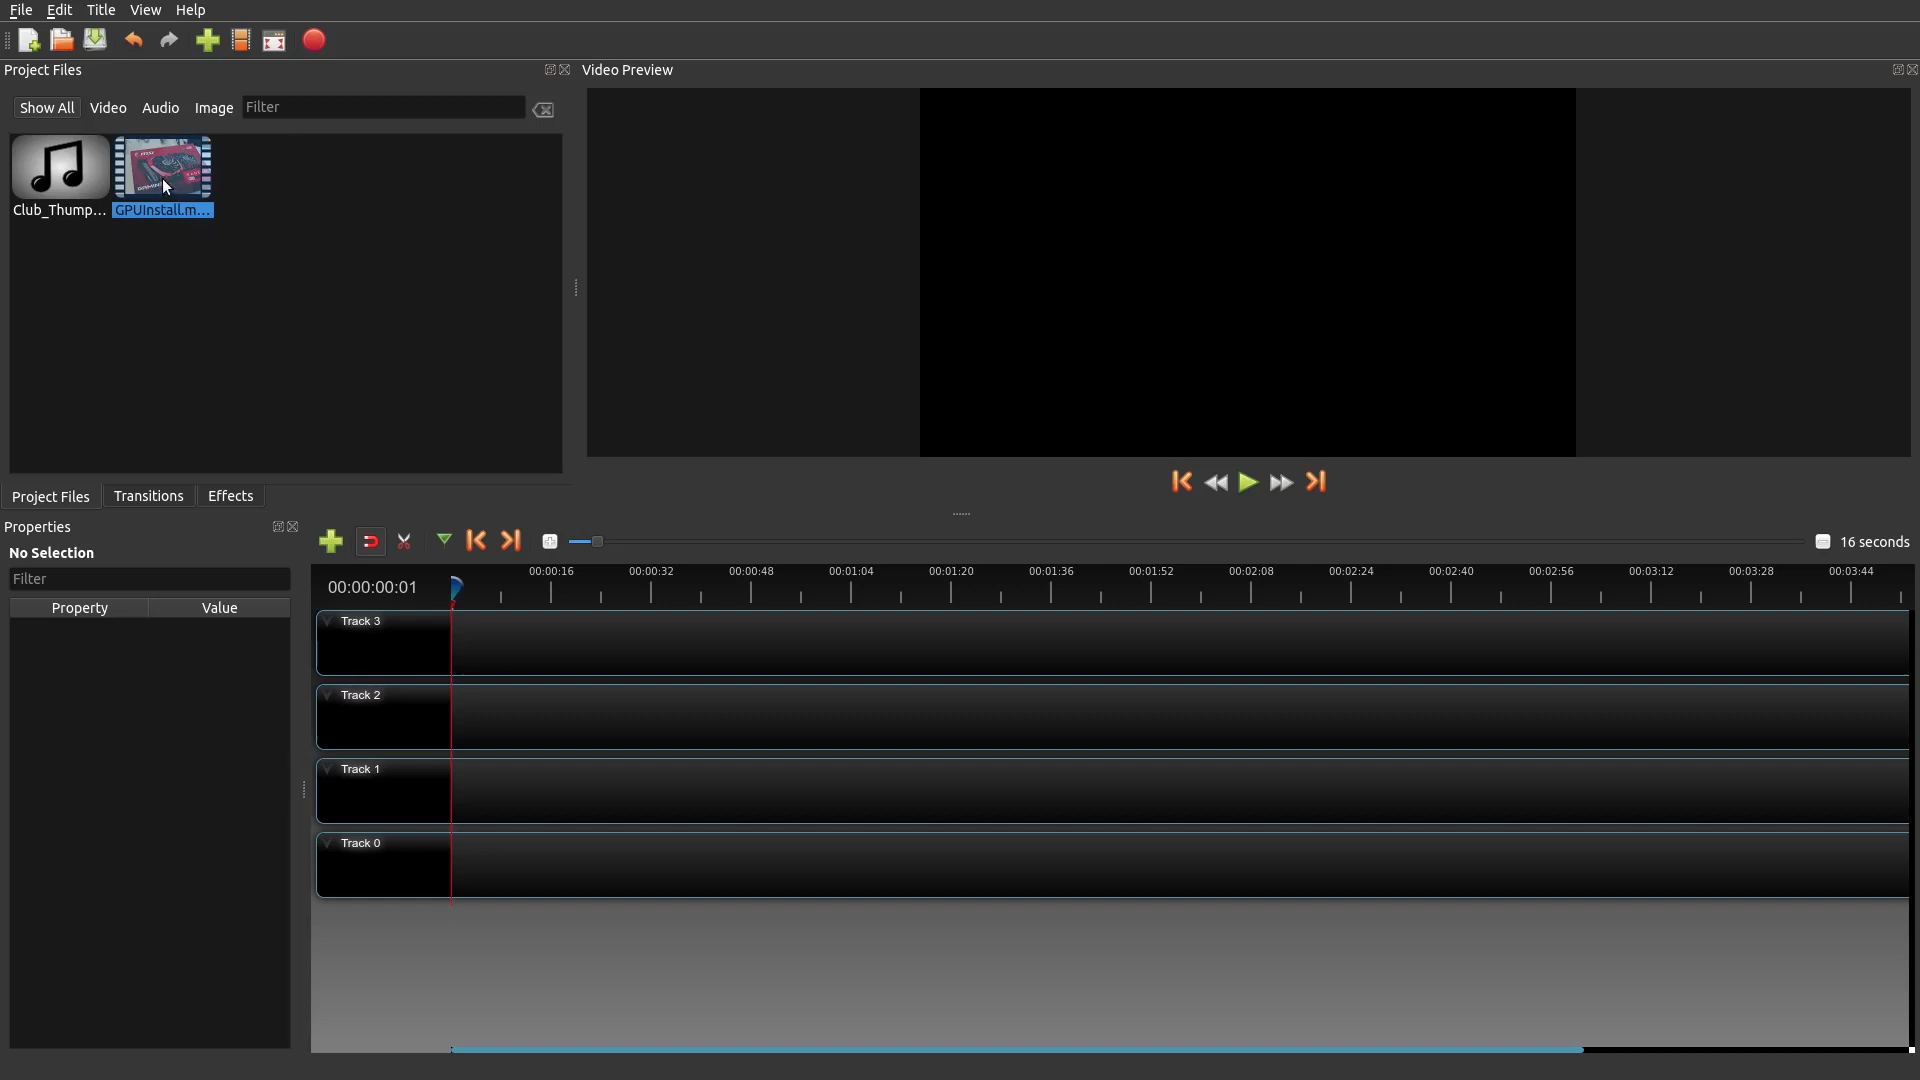 File Edit Title View Help
Project Files
Video Preview
Show All Video Audio Image Filter
Club_Thump... GPUInstall.m...
Project Files Transitions Effects
Properties
No Selection
Filter
Property Value
16 seconds
00:00:00:01
00:00:16 00:00:32 00:00:48 00:01:04 00:01:20 00:01:36 00:01:52 00:02:08 00:02:24 00:02:40 00:02:56 00:03:12 00:03:28 00:03:44
Track 3
Track 2
Track 1
Track 0